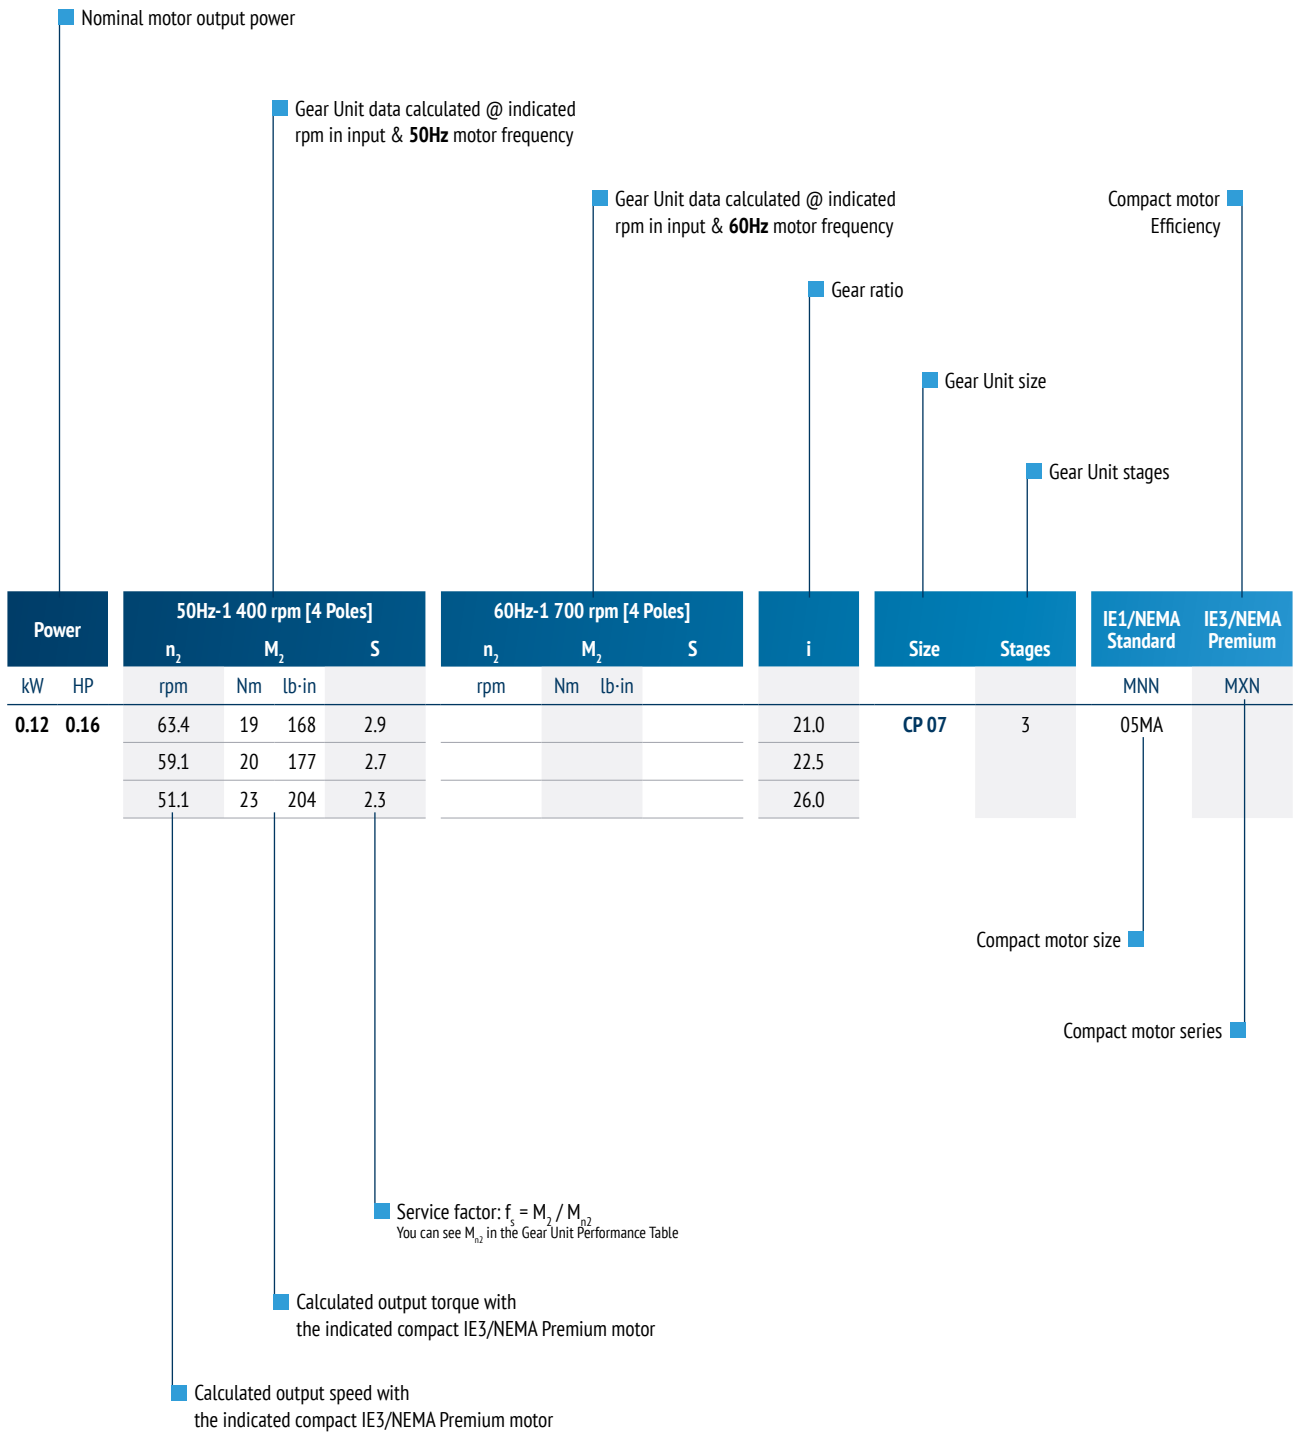 Nominal motor output power
Gear Unit data calculated @ indicated
rpm in input & 50Hz motor frequency
Gear Unit data calculated @ indicated
rpm in input & 60Hz motor frequency
Compact motor
Efficiency
Gear ratio
Gear Unit size
Gear Unit stages
Power
50Hz-1 400 rpm [4 Poles]
60Hz-1 700 rpm [4 Poles]
IE1/NEMA Standard
IE3/NEMA Premium
n2 M2 S
n2 M2 S
i
Size Stages
kW HP rpm Nm lb·in rpm Nm lb·in MNN MXN
0.12 0.16 63.4 19 168 2.9 21.0 CP 07 3 05MA
59.1 20 177 2.7 22.5
51.1 23 204 2.3 26.0
Compact motor size
Compact motor series
Service factor: fs = M2 / Mn2
You can see Mn2 in the Gear Unit Performance Table
Calculated output torque with
the indicated compact IE3/NEMA Premium motor
Calculated output speed with
the indicated compact IE3/NEMA Premium motor